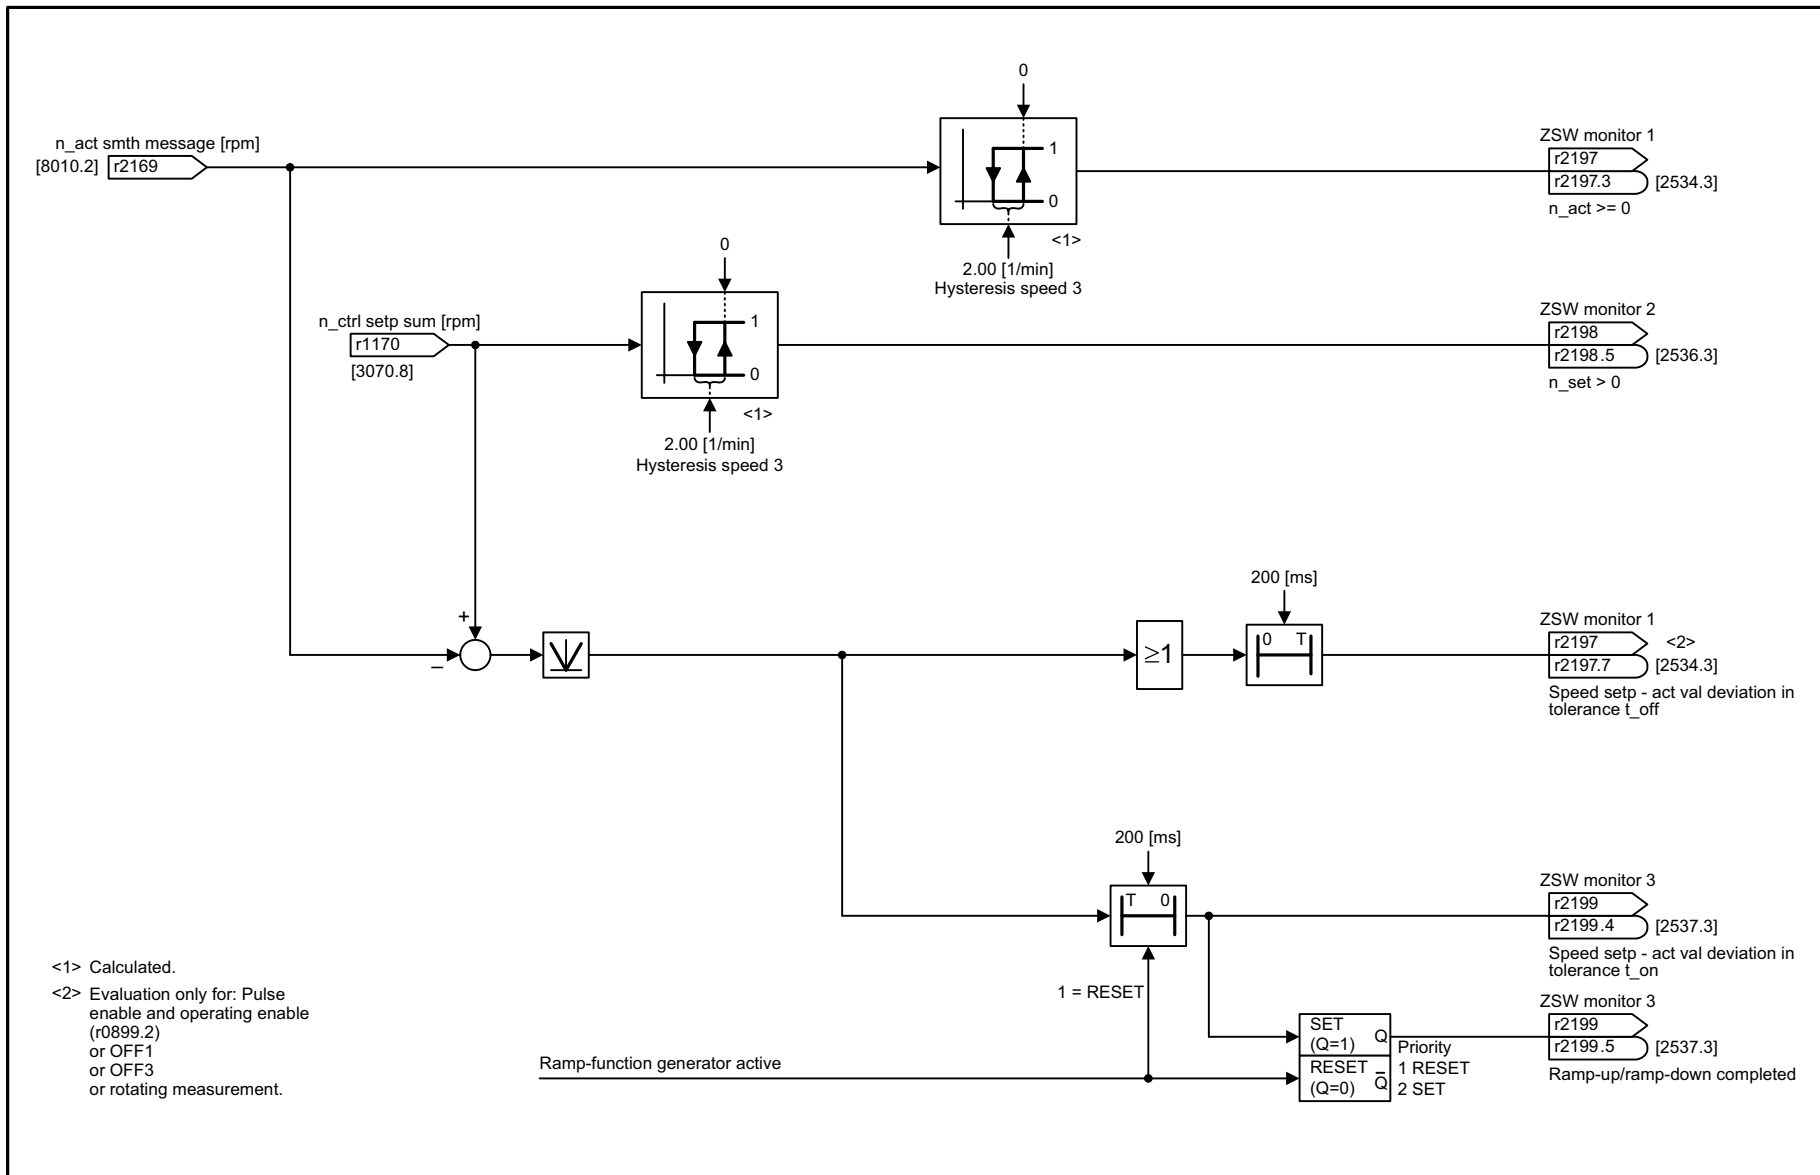 0
n_act smth message [rpm]
[8010.2] r2169
1
0
<1>
2.00 [1/min]
Hysteresis speed 3
ZSW monitor 1
r2197
r2197.3 [2534.3]
n_act >= 0
0
n_ctrl setp sum [rpm]
r1170
[3070.8]
1
0
<1>
2.00 [1/min]
Hysteresis speed 3
ZSW monitor 2
r2198
r2198.5 [2536.3]
n_set > 0
+
–
≥1
200 [ms]
0 T
ZSW monitor 1
r2197 <2>
r2197.7 [2534.3]
Speed setp - act val deviation in
tolerance t_off
200 [ms]
T 0
1 = RESET
ZSW monitor 3
r2199
r2199.4 [2537.3]
Speed setp - act val deviation in
tolerance t_on
Ramp-function generator active
SET
(Q=1) Q
RESET
(Q=0) Q̅
Priority
1 RESET
2 SET
ZSW monitor 3
r2199
r2199.5 [2537.3]
Ramp-up/ramp-down completed
<1> Calculated.
<2> Evaluation only for: Pulse
enable and operating enable
(r0899.2)
or OFF1
or OFF3
or rotating measurement.